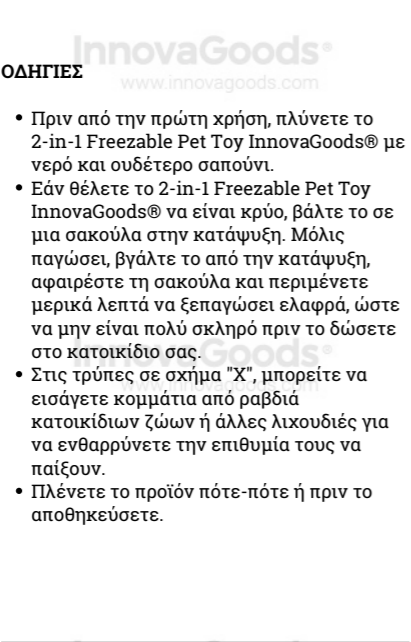 InnovaGoods®
www.innovagoods.com
ΟΔΗΓΙΕΣ
• Πριν από την πρώτη χρήση, πλύνετε το
2-in-1 Freezable Pet Toy InnovaGoods® με
νερό και ουδέτερο σαπούνι.
• Εάν θέλετε το 2-in-1 Freezable Pet Toy
InnovaGoods® να είναι κρύο, βάλτε το σε
μια σακούλα στην κατάψυξη. Μόλις
παγώσει, βγάλτε το από την κατάψυξη,
αφαιρέστε τη σακούλα και περιμένετε
μερικά λεπτά να ξεπαγώσει ελαφρά, ώστε
να μην είναι πολύ σκληρό πριν το δώσετε
στο κατοικίδιο σας.
InnovaGoods®
• Στις τρύπες σε σχήμα "X", μπορείτε να
www.innovagoods.com
εισάγετε κομμάτια από ραβδιά
κατοικίδιων ζώων ή άλλες λιχουδιές για
να ενθαρρύνετε την επιθυμία τους να
παίξουν.
• Πλένετε το προϊόν πότε-πότε ή πριν το
αποθηκεύσετε.